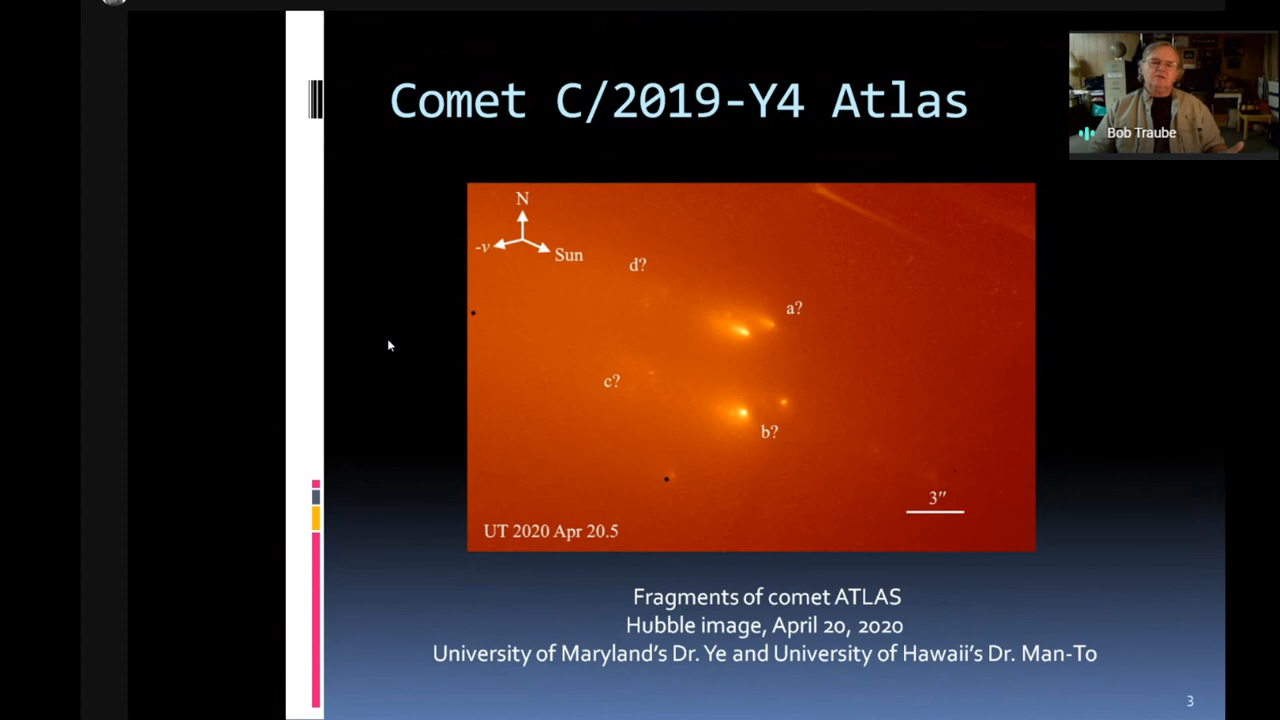 Comet C/2019-Y4 Atlas
Bob Traube
N
-v
Sun
d?
a?
c?
b?
3″
UT 2020 Apr 20.5
Fragments of comet ATLAS
Hubble image, April 20, 2020
University of Maryland's Dr. Ye and University of Hawaii's Dr. Man-To
3